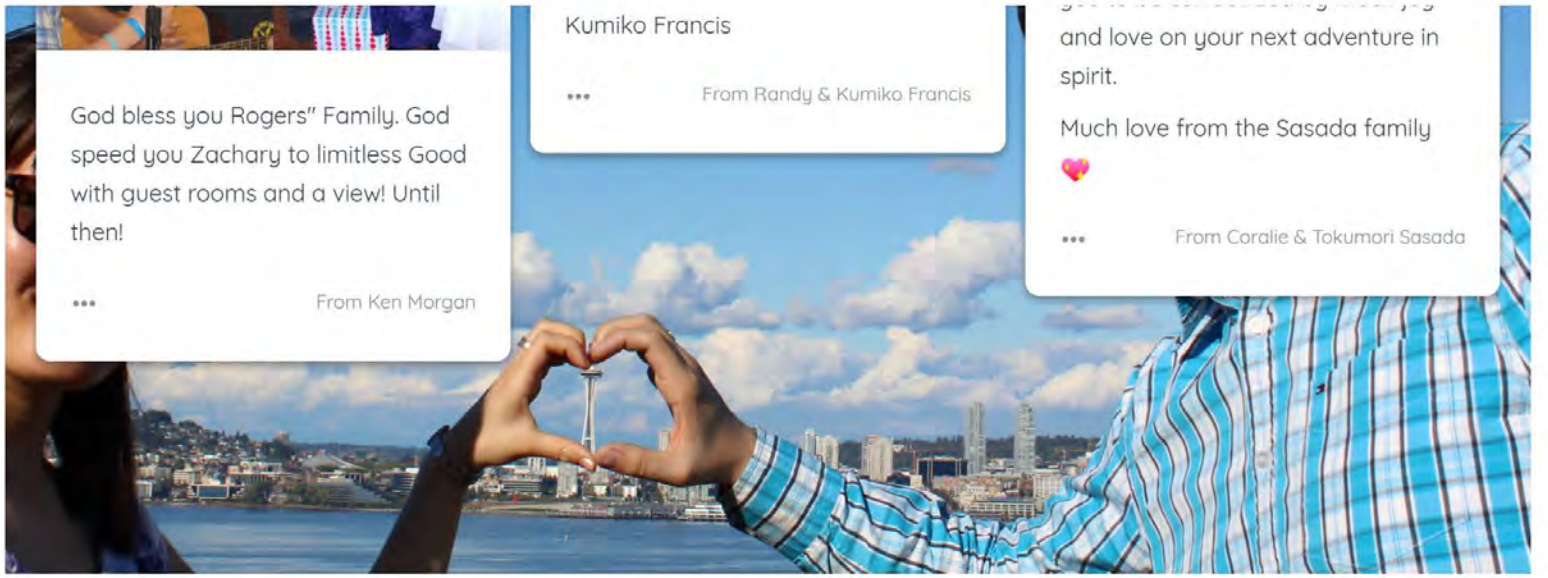 God bless you Rogers" Family. God
speed you Zachary to limitless Good
with guest rooms and a view! Until
then!
From Ken Morgan
Kumiko Francis
From Randy & Kumiko Francis
and love on your next adventure in
spirit.
Much love from the Sasada family
💖
From Coralie & Tokumori Sasada